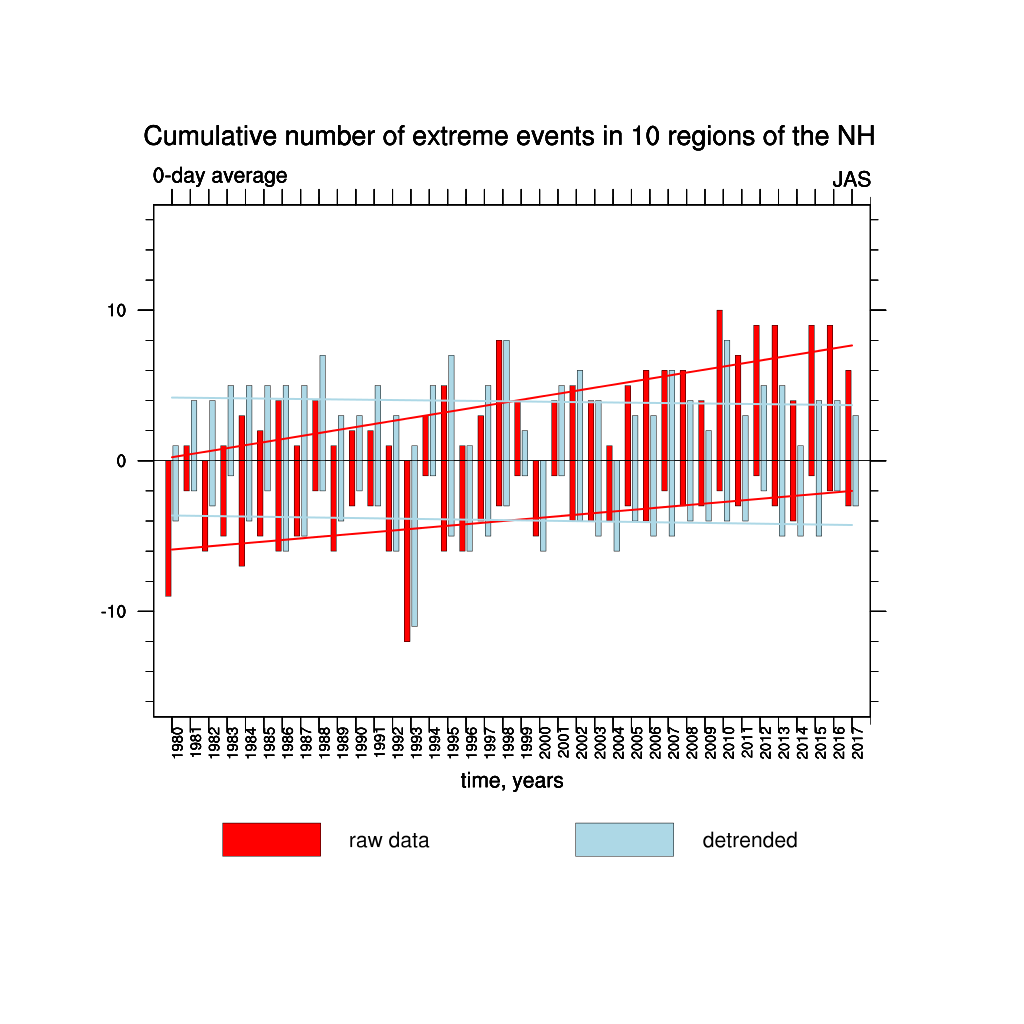 Cumulative number of extreme events in 10 regions of the NH
0-day average
JAS
10
0
-10
1980 1981 1982 1983 1984 1985 1986 1987 1988 1989 1990 1991 1992 1993 1994 1995 1996 1997 1998 1999 2000 2001 2002 2003 2004 2005 2006 2007 2008 2009 2010 2011 2012 2013 2014 2015 2016 2017
time, years
raw data
detrended